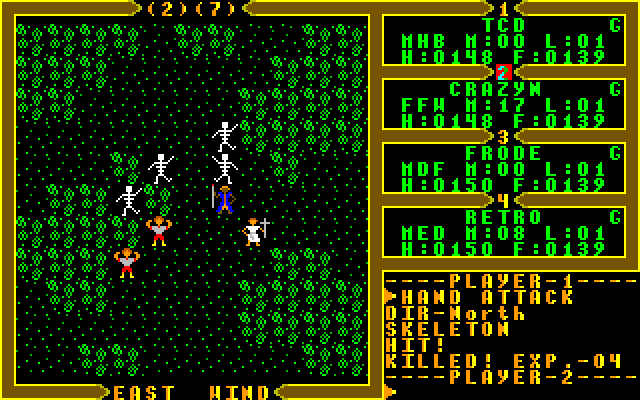 (2)(7)
1
TCD G
MHB M:00 L:01
H:0148 F:0139
2
CRAZYN G
FFW M:17 L:01
H:0148 F:0139
3
FRODE G
MDF M:00 L:01
H:0150 F:0139
4
RETRO G
MED M:08 L:01
H:0150 F:0139
----PLAYER-1----
HAND ATTACK
DIR-North
SKELETON
HIT!
KILLED! EXP.-04
----PLAYER-2----
EAST WIND